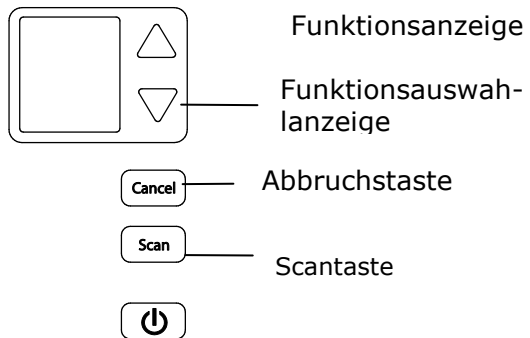 Funktionsanzeige
Funktionsauswah-
lanzeige
Cancel
Abbruchstaste
Scan
Scantaste